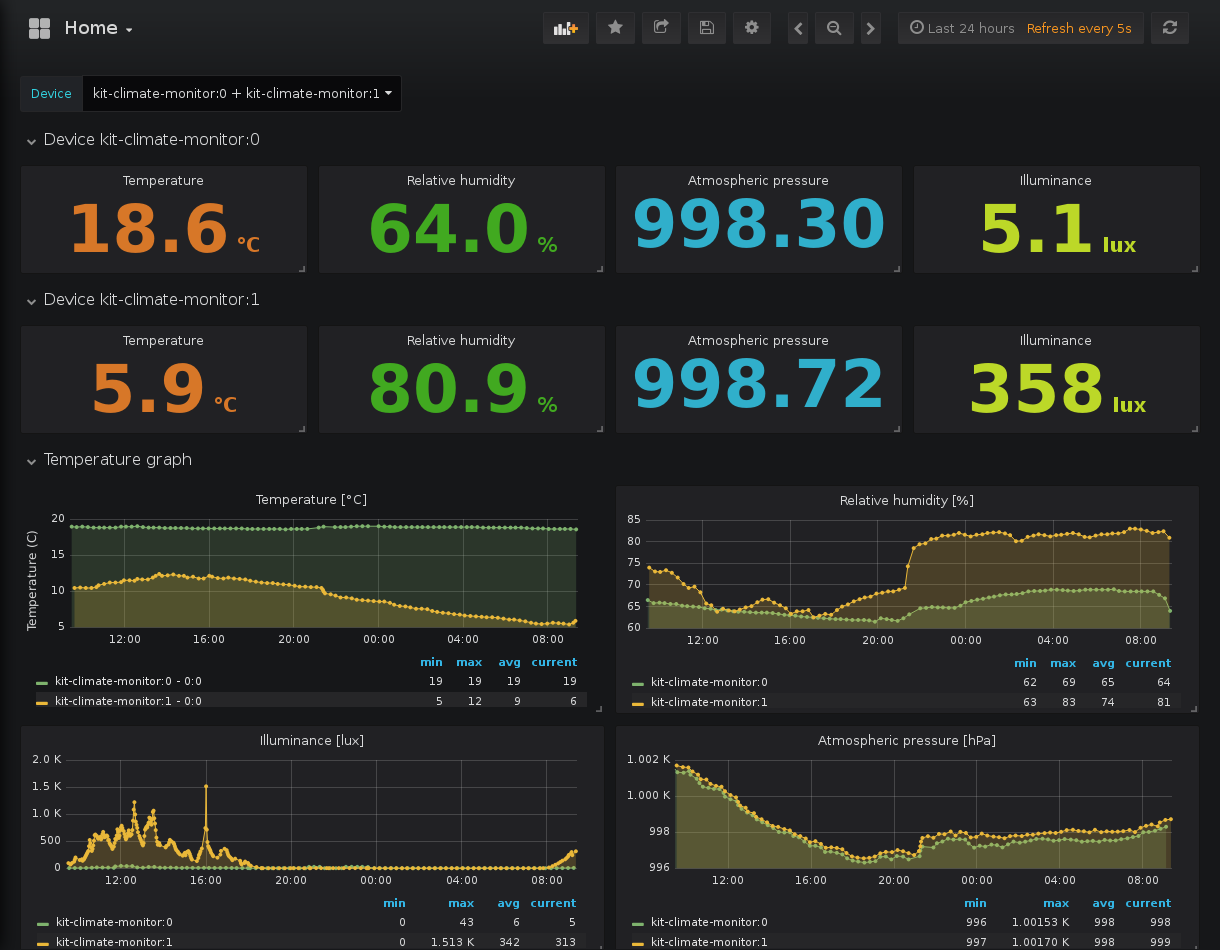 Home
Last 24 hours Refresh every 5s
Device kit-climate-monitor:0 + kit-climate-monitor:1
Device kit-climate-monitor:0
Temperature Relative humidity Atmospheric pressure Illuminance
18.6 °C 64.0 % 998.30 5.1 lux
Device kit-climate-monitor:1
Temperature Relative humidity Atmospheric pressure Illuminance
5.9 °C 80.9 % 998.72 358 lux
Temperature graph
Temperature [°C]
Temperature (C)
20
15
10
5
12:00 16:00 20:00 00:00 04:00 08:00
min max avg current
kit-climate-monitor:0 - 0:0 19 19 19 19
kit-climate-monitor:1 - 0:0 5 12 9 6
Relative humidity [%]
85
80
75
70
65
60
12:00 16:00 20:00 00:00 04:00 08:00
min max avg current
kit-climate-monitor:0 62 69 65 64
kit-climate-monitor:1 63 83 74 81
Illuminance [lux]
2.0 K
1.5 K
1.0 K
500
0
12:00 16:00 20:00 00:00 04:00 08:00
min max avg current
kit-climate-monitor:0 0 43 6 5
kit-climate-monitor:1 0 1.513 K 342 313
Atmospheric pressure [hPa]
1.002 K
1.000 K
998
996
12:00 16:00 20:00 00:00 04:00 08:00
min max avg current
kit-climate-monitor:0 996 1.00153 K 998 998
kit-climate-monitor:1 997 1.00170 K 998 999